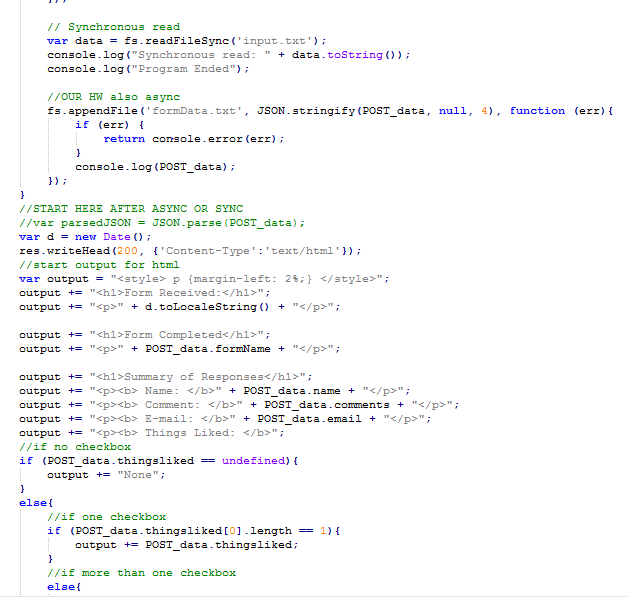 });
// Synchronous read
var data = fs.readFileSync('input.txt');
console.log("Synchronous read: " + data.toString());
console.log("Program Ended");
//OUR HW also async
fs.appendFile('formData.txt', JSON.stringify(POST_data, null, 4), function (err){
if (err) {
return console.error(err);
}
console.log(POST_data);
});
}
//START HERE AFTER ASYNC OR SYNC
//var parsedJSON = JSON.parse(POST_data);
var d = new Date();
res.writeHead(200, {'Content-Type':'text/html'});
//start output for html
var output = "<style> p {margin-left: 2%;} </style>";
output += "<h1>Form Received:</h1>";
output += "<p>" + d.toLocaleString() + "</p>";
output += "<h1>Form Completed</h1>";
output += "<p>" + POST_data.formName + "</p>";
output += "<h1>Summary of Responses</h1>";
output += "<p><b> Name: </b>" + POST_data.name + "</p>";
output += "<p><b> Comment: </b>" + POST_data.comments + "</p>";
output += "<p><b> E-mail: </b>" + POST_data.email + "</p>";
output += "<p><b> Things Liked: </b>";
//if no checkbox
if (POST_data.thingsliked == undefined){
output += "None";
}
else{
//if one checkbox
if (POST_data.thingsliked[0].length == 1){
output += POST_data.thingsliked;
}
//if more than one checkbox
else{